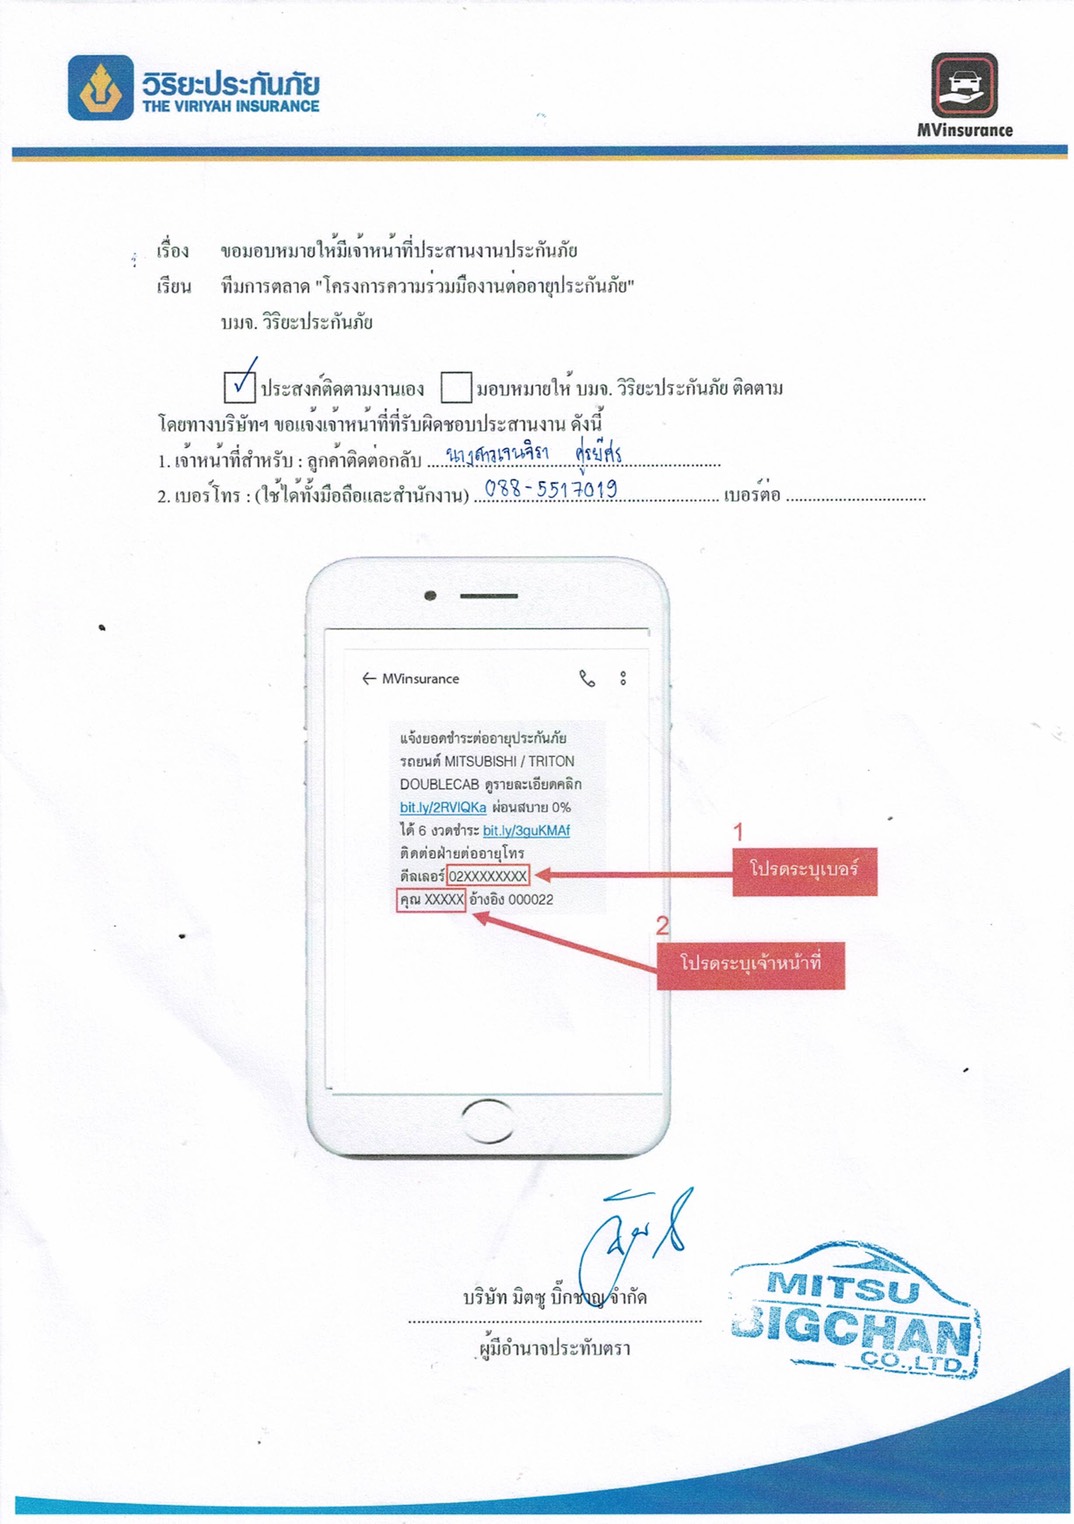 วิริยะประกันภัย
THE VIRIYAH INSURANCE
MVinsurance
เรื่อง ขอมอบหมายให้มีเจ้าหน้าที่ประสานงานประกันภัย
เรียน ทีมการตลาด "โครงการความร่วมมืองานต่ออายุประกันภัย"
บมจ. วิริยะประกันภัย
✓ ประสงค์ติดตามงานเอง มอบหมายให้ บมจ. วิริยะประกันภัย ติดตาม
โดยทางบริษัทฯ ขอแจ้งเจ้าหน้าที่ที่รับผิดชอบประสานงาน ดังนี้
1. เจ้าหน้าที่สำหรับ : ลูกค้าติดต่อกลับ นางสาวเจนจิรา
2. เบอร์โทร : (ใช้ได้ทั้งมือถือและสำนักงาน) 088-5517019 เบอร์ต่อ
← MVinsurance
แจ้งยอดชำระต่ออายุประกันภัย
รถยนต์ MITSUBISHI / TRITON
DOUBLECAB ดูรายละเอียดคลิก
bit.ly/2RVlQKa ผ่อนสบาย 0%
ได้ 6 งวดชำระ bit.ly/3guKMAf
ติดต่อฝ่ายต่ออายุโทร
ดีลเลอร์ 02XXXXXXXX
คุณ XXXXX อ้างอิง 000022
1
โปรดระบุเบอร์
2
โปรดระบุเจ้าหน้าที่
บริษัท มิตซู บิ๊กชาญ จำกัด
ผู้มีอำนาจประทับตรา
MITSU
BIGCHAN
CO.,LTD.